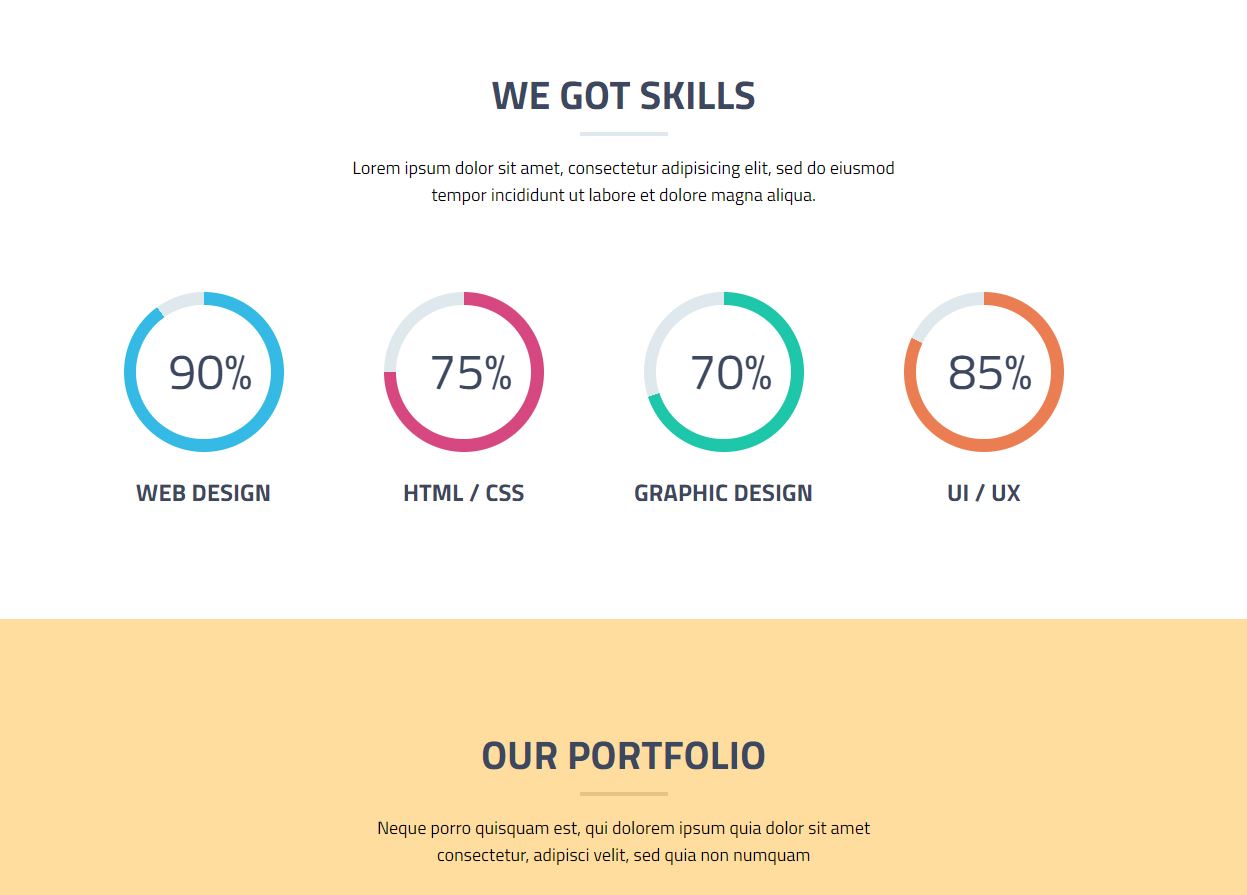 WE GOT SKILLS
Lorem ipsum dolor sit amet, consectetur adipisicing elit, sed do eiusmod
tempor incididunt ut labore et dolore magna aliqua.
90% 75% 70% 85%
WEB DESIGN HTML / CSS GRAPHIC DESIGN UI / UX
OUR PORTFOLIO
Neque porro quisquam est, qui dolorem ipsum quia dolor sit amet
consectetur, adipisci velit, sed quia non numquam